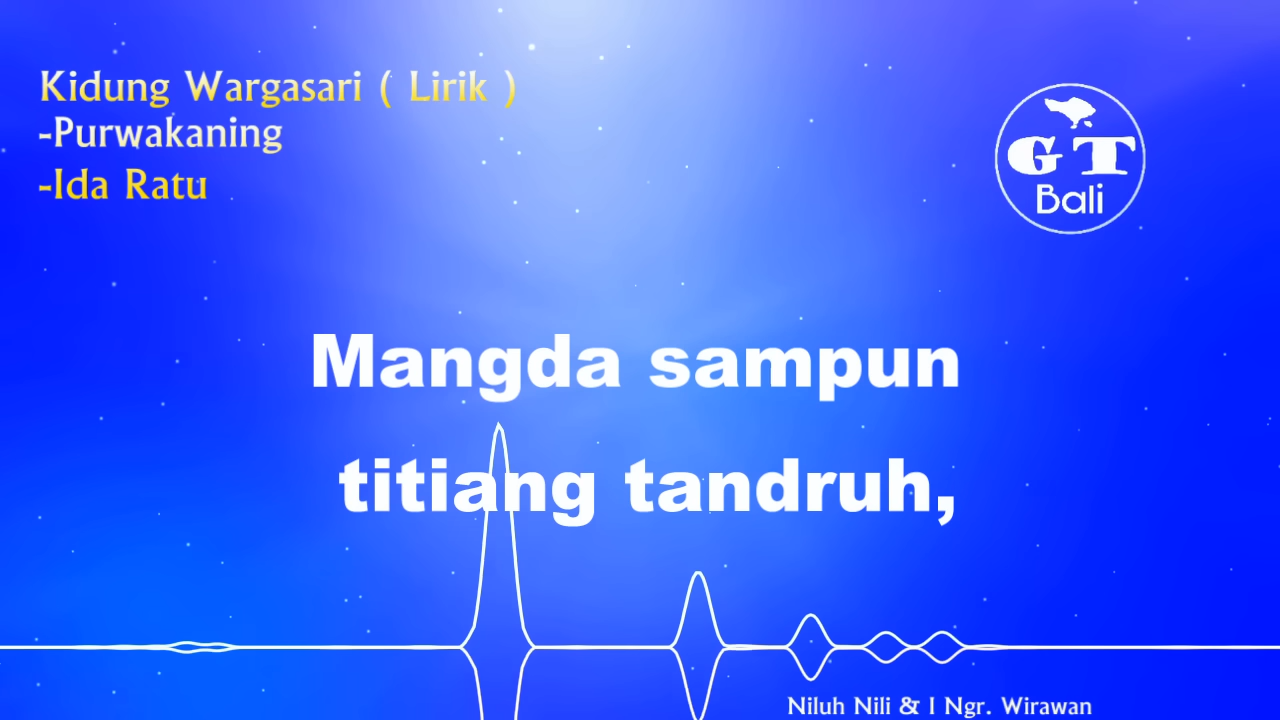 Kidung Wargasari ( Lirik )
-Purwakaning
-Ida Ratu
GT
Bali
Mangda sampun
titiang tandruh,
Niluh Nili & I Ngr. Wirawan